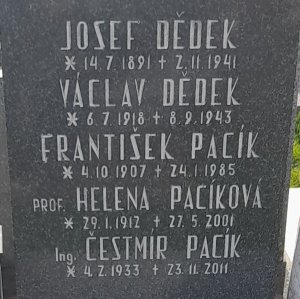 JOSEF DĚDEK
* 14.7.1891 + 2.11.1941
VÁCLAV DĚDEK
* 6.7.1918 + 8.9.1943
FRANTIŠEK PACÍK
* 4.10.1907 + 24.1.1985
PROF. HELENA PACÍKOVÁ
* 29.1.1912 + 27.5.2001
Ing. ČESTMÍR PACÍK
* 4.2.1933 + 23.11.2011